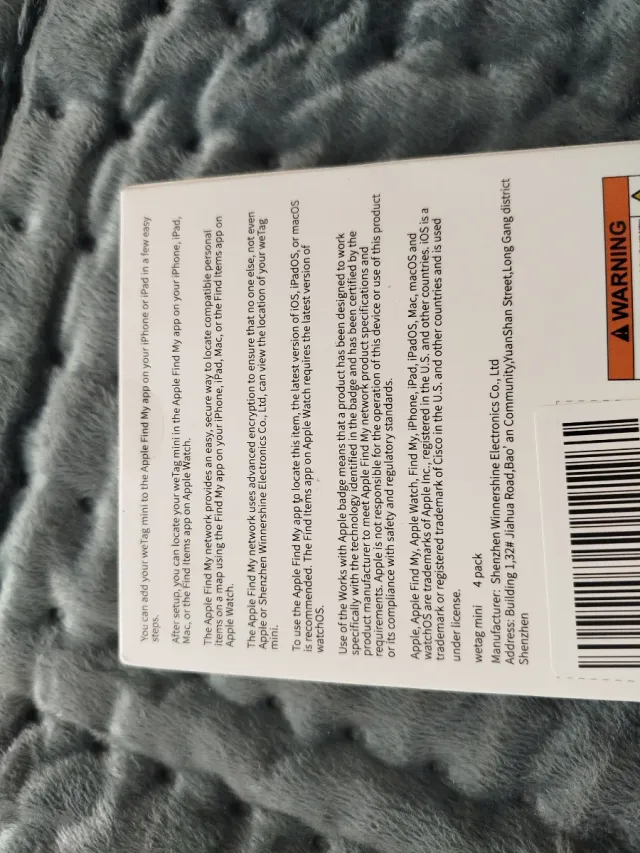 You can add your weTag mini to the Apple Find My app on your iPhone or iPad in a few easy
steps.
After setup, you can locate your weTag mini in the Apple Find My app on your iPhone, iPad,
Mac, or the Find Items app on Apple Watch.
The Apple Find My network provides an easy, secure way to locate compatible personal
items on a map using the Find My app on your iPhone, iPad, Mac, or the Find Items app on
Apple Watch.
The Apple Find My network uses advanced encryption to ensure that no one else, not even
Apple or Shenzhen Winnershine Electronics Co., Ltd, can view the location of your weTag
mini.
To use the Apple Find My app to locate this item, the latest version of iOS, iPadOS, or macOS
is recommended. The Find Items app on Apple Watch requires the latest version of
watchOS.
Use of the Works with Apple badge means that a product has been designed to work
specifically with the technology identified in the badge and has been certified by the
product manufacturer to meet Apple Find My network product specifications and
requirements. Apple is not responsible for the operation of this device or use of this product
or its compliance with safety and regulatory standards.
Apple, Apple Find My, Apple Watch, Find My, iPhone, iPad, iPadOS, Mac, macOS and
watchOS are trademarks of Apple Inc., registered in the U.S. and other countries. iOS is a
trademark or registered trademark of Cisco in the U.S. and other countries and is used
under license.
wetag mini 4 pack
Manufacturer: Shenzhen Winnershine Electronics Co., Ltd
Address: Building 1,32# Jiahua Road,Bao' an Community,YuanShan Street,Long Gang district
Shenzhen
WARNING